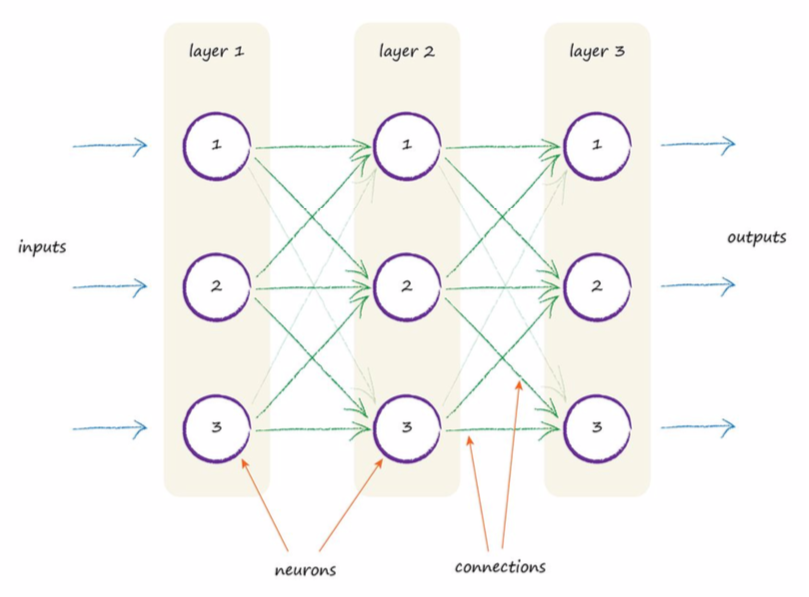 layer 1
layer 2
layer 3
1
1
1
inputs
outputs
2
2
2
3
3
3
neurons
connections